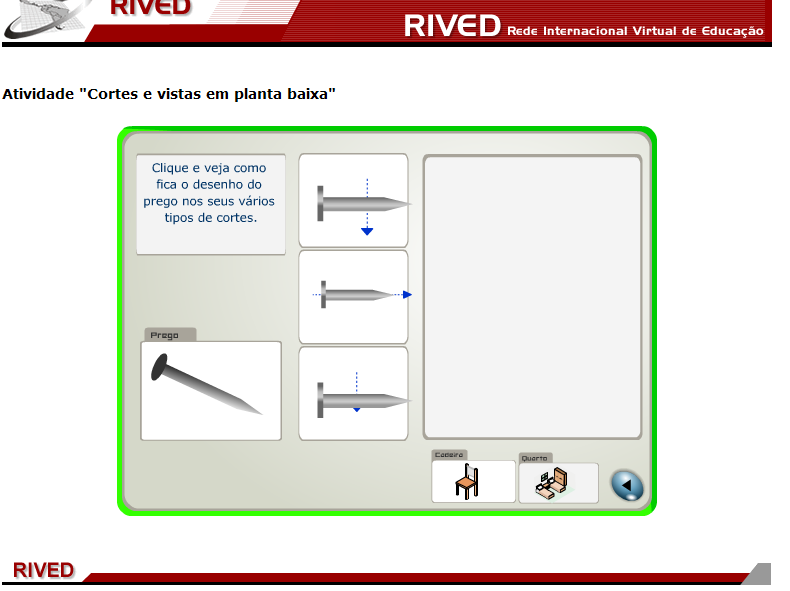 RIVED
RIVED Rede Internacional Virtual de Educação
Atividade "Cortes e vistas em planta baixa"
Clique e veja como
fica o desenho do
prego nos seus vários
tipos de cortes.
Prego
Cadeira
Quarto
RIVED